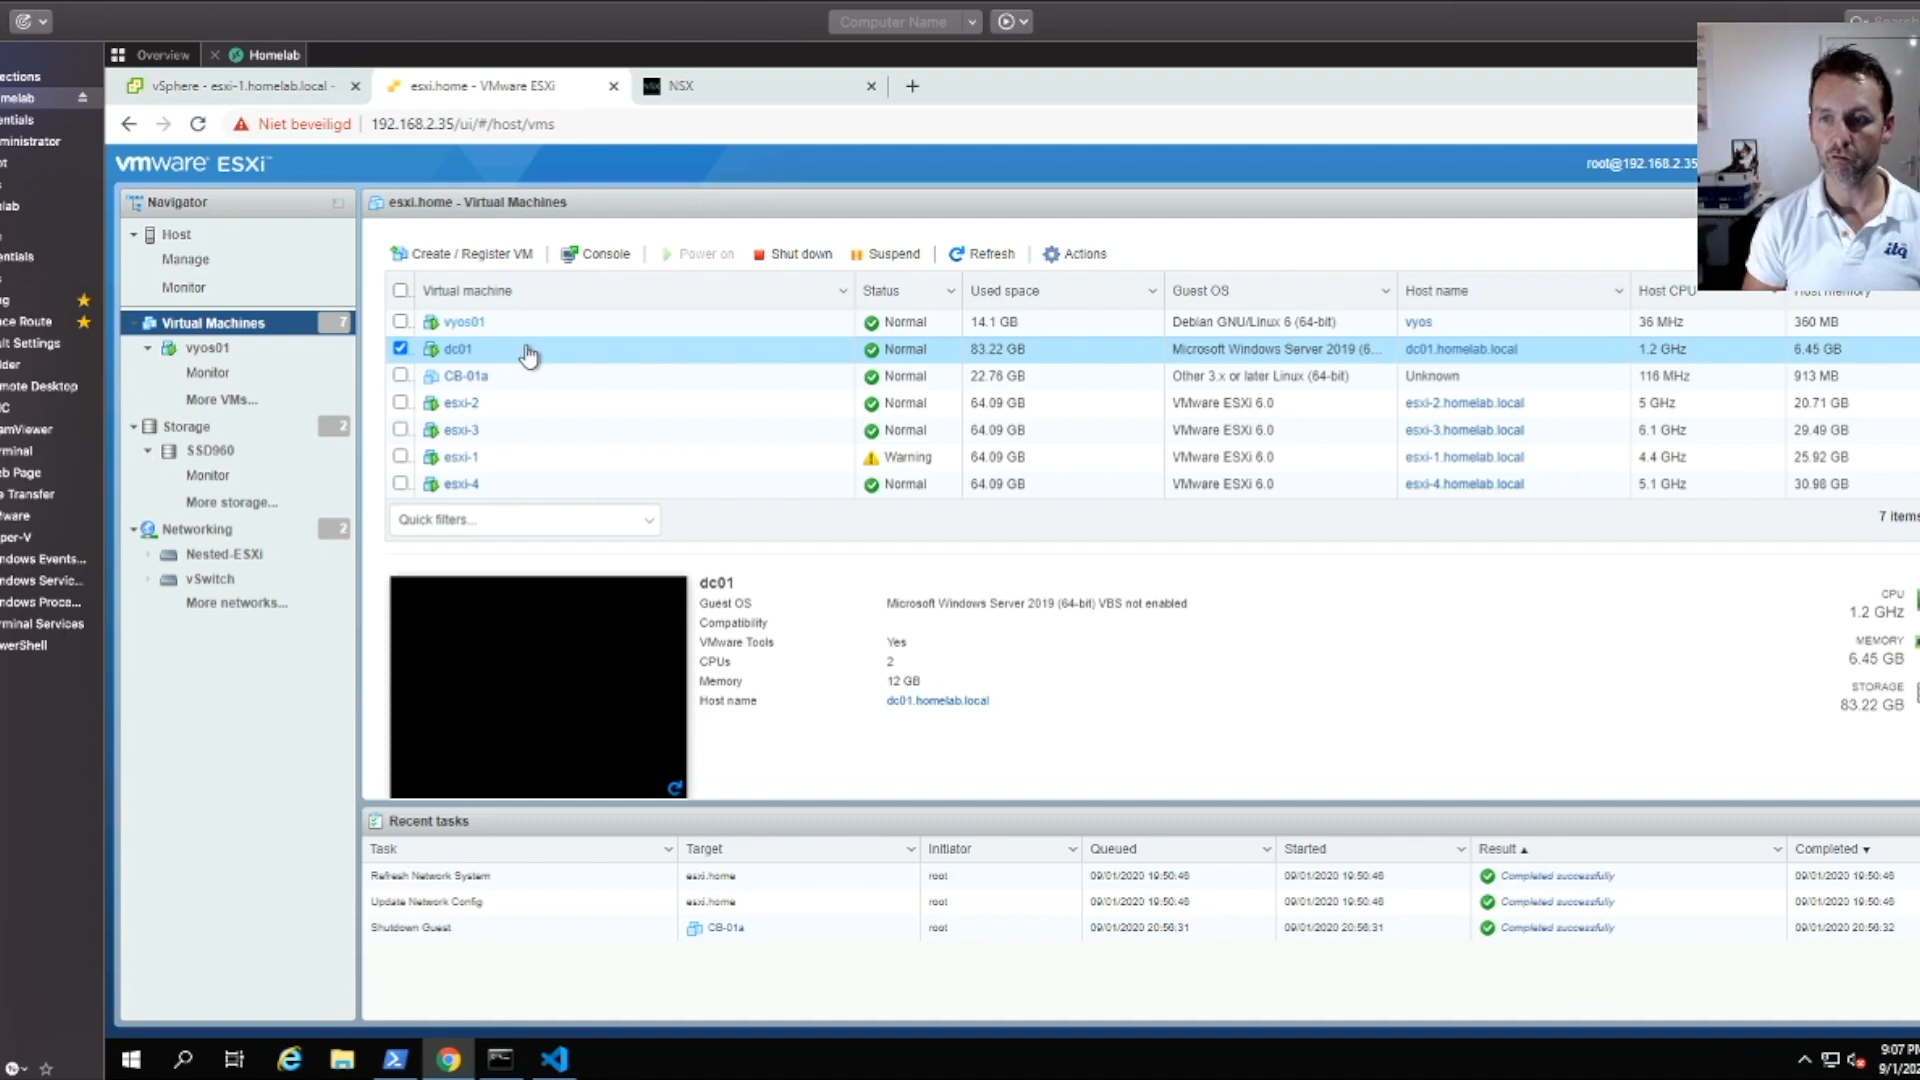 Computer Name
Search
Overview
Homelab
ections
melab
entials
ministrator
ot
s
lab
entials
s
g
ce Route
ult Settings
lder
mote Desktop
IC
amViewer
rminal
eb Page
e Transfer
ware
per-V
ndows Events...
ndows Servic...
ndows Proce...
rminal Services
owerShell
vSphere - esxi-1.homelab.local -
esxi.home - VMware ESXi
NSX
Niet beveiligd
192.168.2.35/ui/#/host/vms
vmware ESXi
root@192.168.2.35
Navigator
Host
Manage
Monitor
Virtual Machines 7
vyos01
Monitor
More VMs...
Storage 2
SSD960
Monitor
More storage...
Networking 2
Nested-ESXi
vSwitch
More networks...
esxi.home - Virtual Machines
Create / Register VM Console Power on Shut down Suspend Refresh Actions
Virtual machine Status Used space Guest OS Host name Host CPU Host memory
vyos01 Normal 14.1 GB Debian GNU/Linux 6 (64-bit) vyos 36 MHz 360 MB
dc01 Normal 83.22 GB Microsoft Windows Server 2019 (6... dc01.homelab.local 1.2 GHz 6.45 GB
CB-01a Normal 22.76 GB Other 3.x or later Linux (64-bit) Unknown 116 MHz 913 MB
esxi-2 Normal 64.09 GB VMware ESXi 6.0 esxi-2.homelab.local 5 GHz 20.71 GB
esxi-3 Normal 64.09 GB VMware ESXi 6.0 esxi-3.homelab.local 6.1 GHz 29.49 GB
esxi-1 Warning 64.09 GB VMware ESXi 6.0 esxi-1.homelab.local 4.4 GHz 25.92 GB
esxi-4 Normal 64.09 GB VMware ESXi 6.0 esxi-4.homelab.local 5.1 GHz 30.98 GB
Quick filters...
7 items
dc01
Guest OS Microsoft Windows Server 2019 (64-bit) VBS not enabled
Compatibility
VMware Tools Yes
CPUs 2
Memory 12 GB
Host name dc01.homelab.local
CPU
1.2 GHz
MEMORY
6.45 GB
STORAGE
83.22 GB
Recent tasks
Task Target Initiator Queued Started Result Completed
Refresh Network System esxi.home root 09/01/2020 19:50:46 09/01/2020 19:50:46 Completed successfully 09/01/2020 19:50:46
Update Network Config esxi.home root 09/01/2020 19:50:46 09/01/2020 19:50:46 Completed successfully 09/01/2020 19:50:46
Shutdown Guest CB-01a root 09/01/2020 20:56:31 09/01/2020 20:56:31 Completed successfully 09/01/2020 20:56:32
itq
9:07 PM
9/1/202